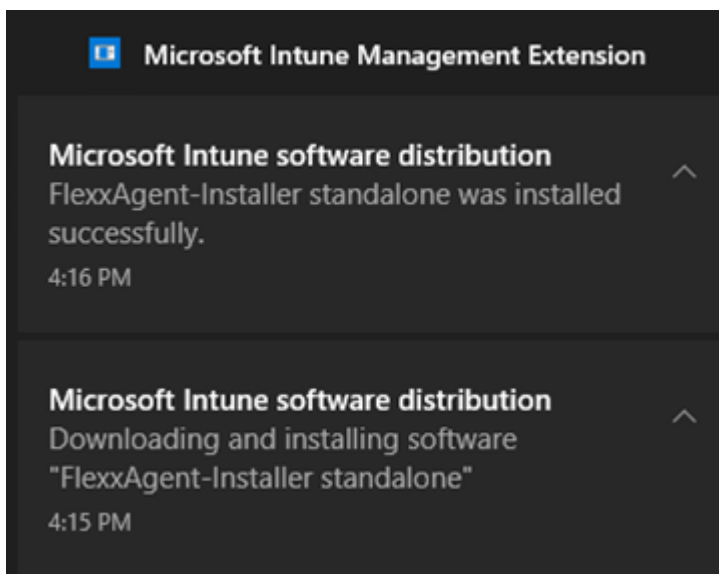 Microsoft Intune Management Extension
Microsoft Intune software distribution
FlexxAgent-Installer standalone was installed
successfully.
4:16 PM
Microsoft Intune software distribution
Downloading and installing software
"FlexxAgent-Installer standalone"
4:15 PM